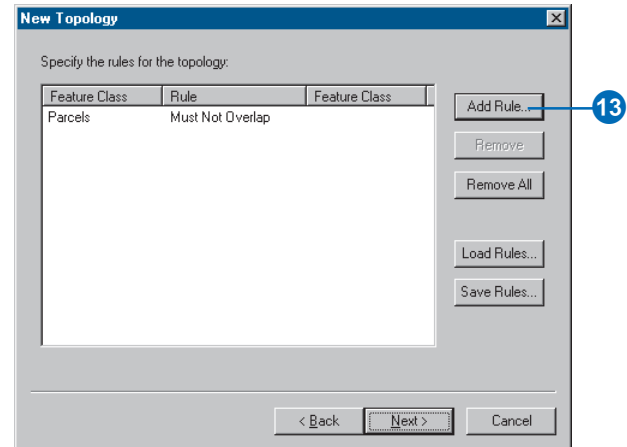 New Topology
Specify the rules for the topology:
Feature Class Rule Feature Class
Parcels Must Not Overlap
Add Rule...
13
Remove
Remove All
Load Rules...
Save Rules...
< Back Next > Cancel